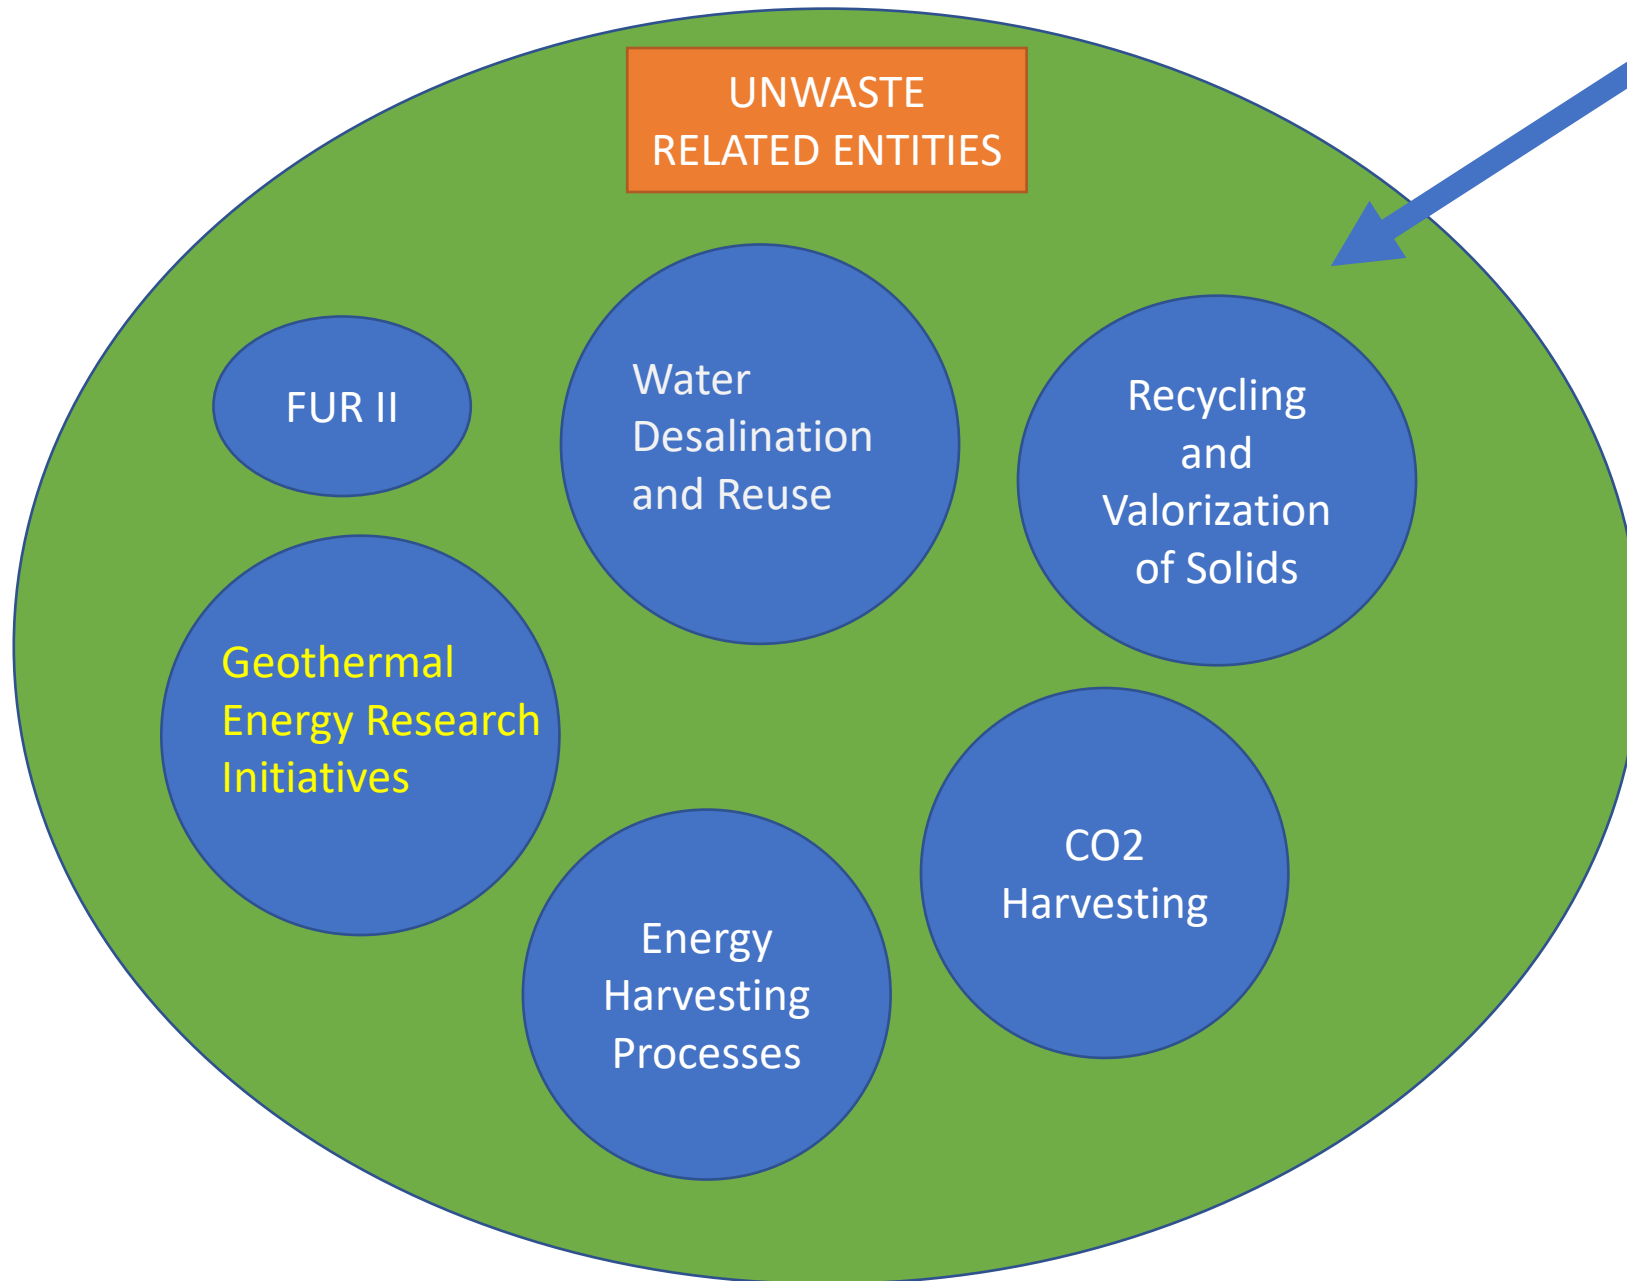 UNWASTE
RELATED ENTITIES
FUR II
Water
Desalination
and Reuse
Recycling
and
Valorization
of Solids
Geothermal
Energy Research
Initiatives
CO2
Harvesting
Energy
Harvesting
Processes